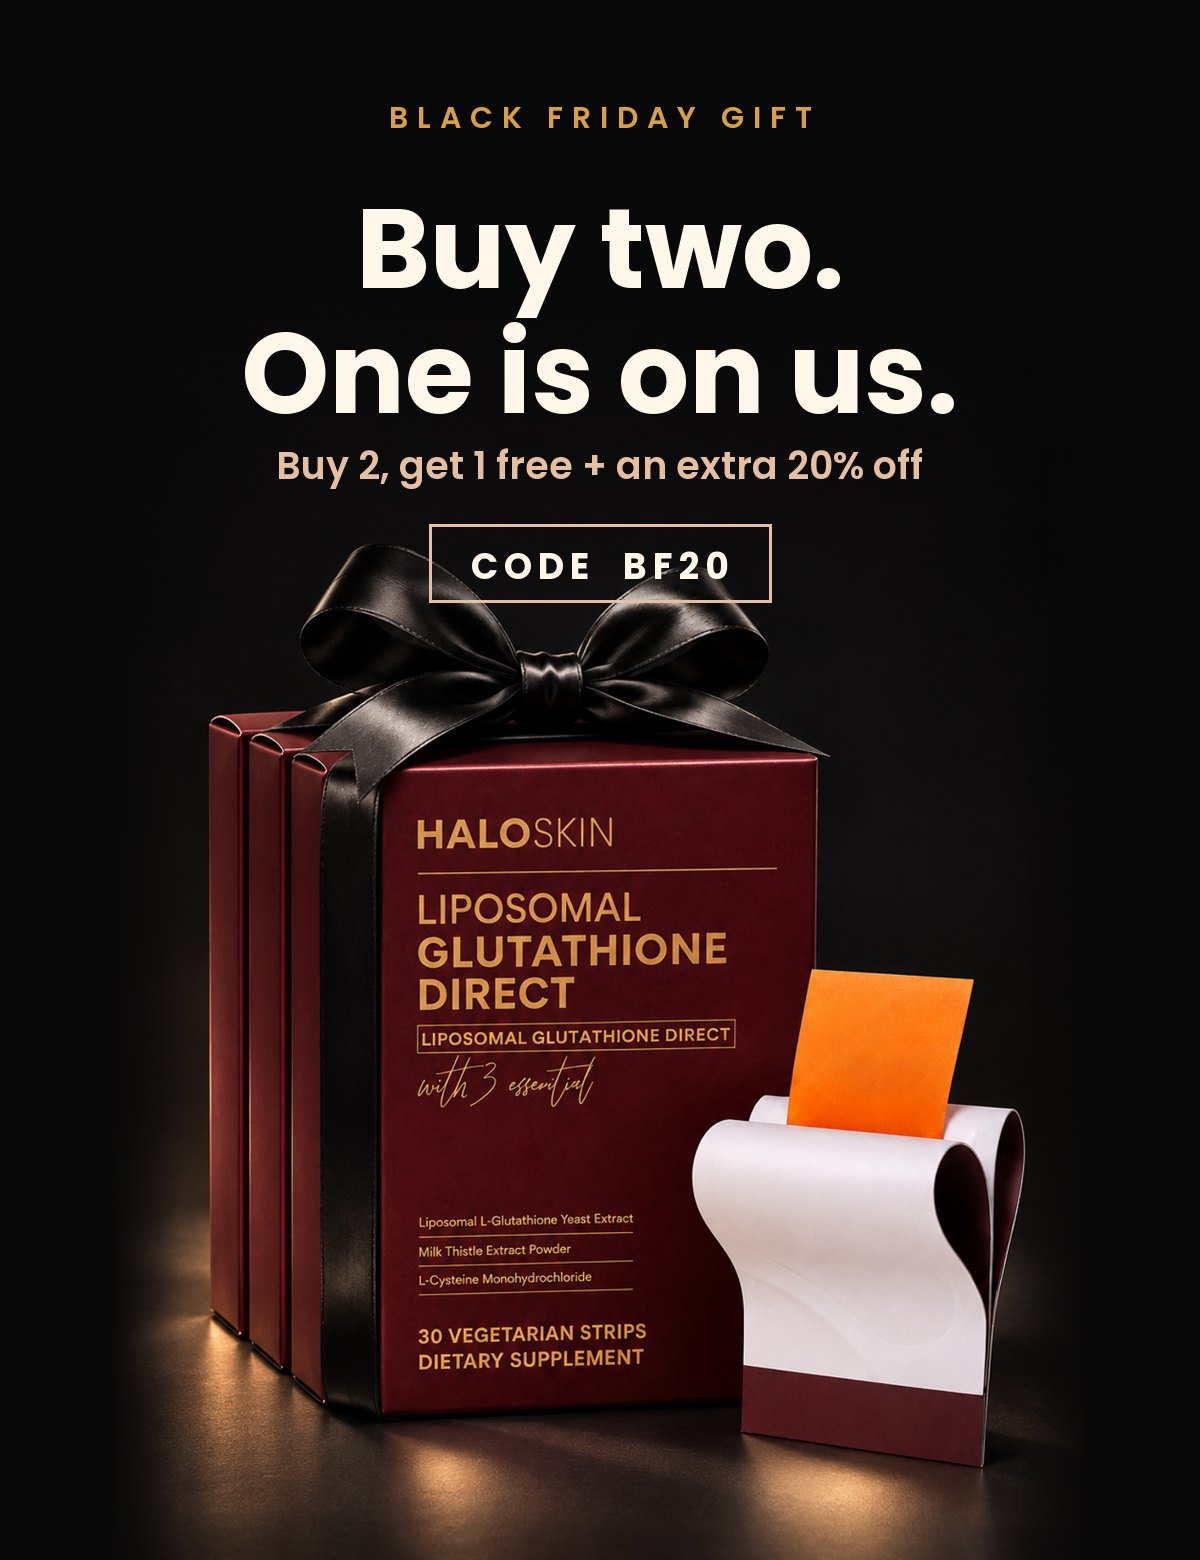 BLACK FRIDAY GIFT
Buy two.
One is on us.
Buy 2, get 1 free + an extra 20% off
CODE BF20
HALOSKIN
LIPOSOMAL
GLUTATHIONE
DIRECT
LIPOSOMAL GLUTATHIONE DIRECT
with 3 essential
Liposomal L-Glutathione Yeast Extract
Milk Thistle Extract Powder
L-Cysteine Monohydrochloride
30 VEGETARIAN STRIPS
DIETARY SUPPLEMENT